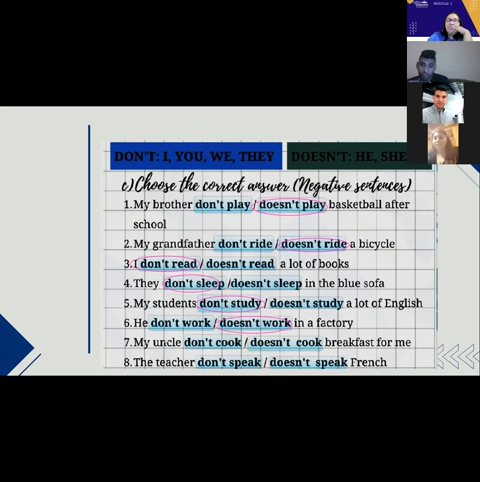 MODULE 3
DON'T: I, YOU, WE, THEY
DOESN'T: HE, SHE
c) Choose the correct answer (Negative sentences)
1. My brother don't play / doesn't play basketball after
school
2. My grandfather don't ride / doesn't ride a bicycle
3. I don't read / doesn't read a lot of books
4. They don't sleep /doesn't sleep in the blue sofa
5. My students don't study / doesn't study a lot of English
6. He don't work / doesn't work in a factory
7. My uncle don't cook / doesn't cook breakfast for me
8. The teacher don't speak / doesn't speak French